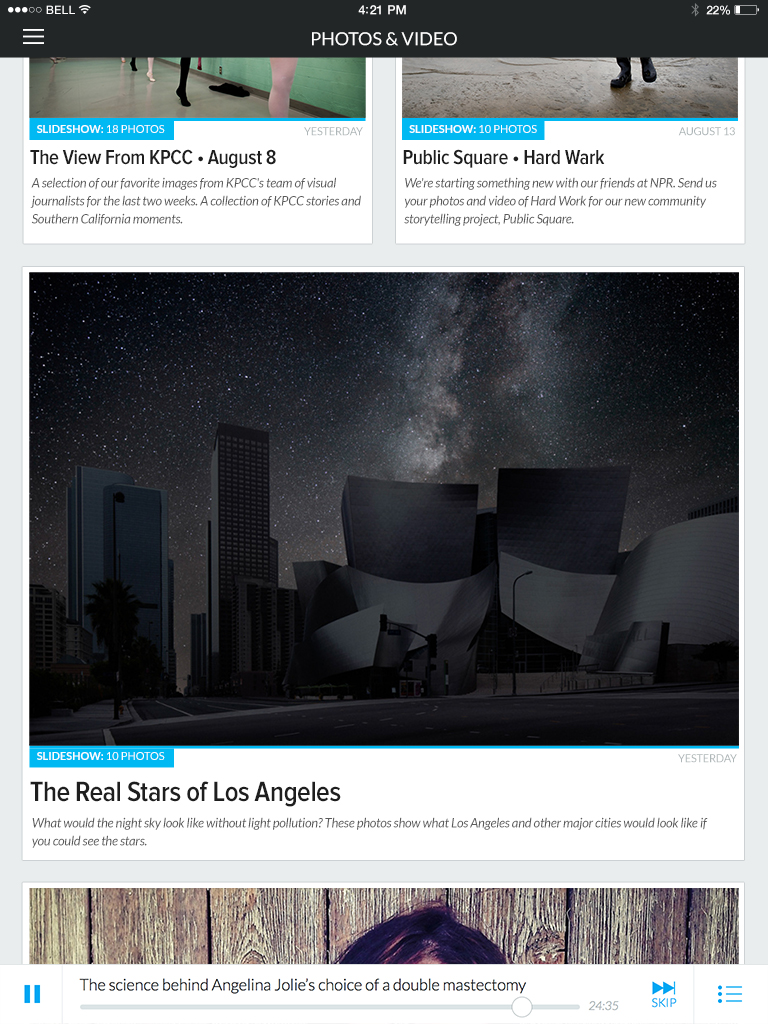 BELL
4:21 PM
22%
PHOTOS & VIDEO
SLIDESHOW: 18 PHOTOS
YESTERDAY
The View From KPCC • August 8
A selection of our favorite images from KPCC's team of visual
journalists for the last two weeks. A collection of KPCC stories and
Southern California moments.
SLIDESHOW: 10 PHOTOS
AUGUST 13
Public Square • Hard Wark
We're starting something new with our friends at NPR. Send us
your photos and video of Hard Work for our new community
storytelling project, Public Square.
SLIDESHOW: 10 PHOTOS
YESTERDAY
The Real Stars of Los Angeles
What would the night sky look like without light pollution? These photos show what Los Angeles and other major cities would look like if
you could see the stars.
The science behind Angelina Jolie's choice of a double mastectomy
24:35
SKIP